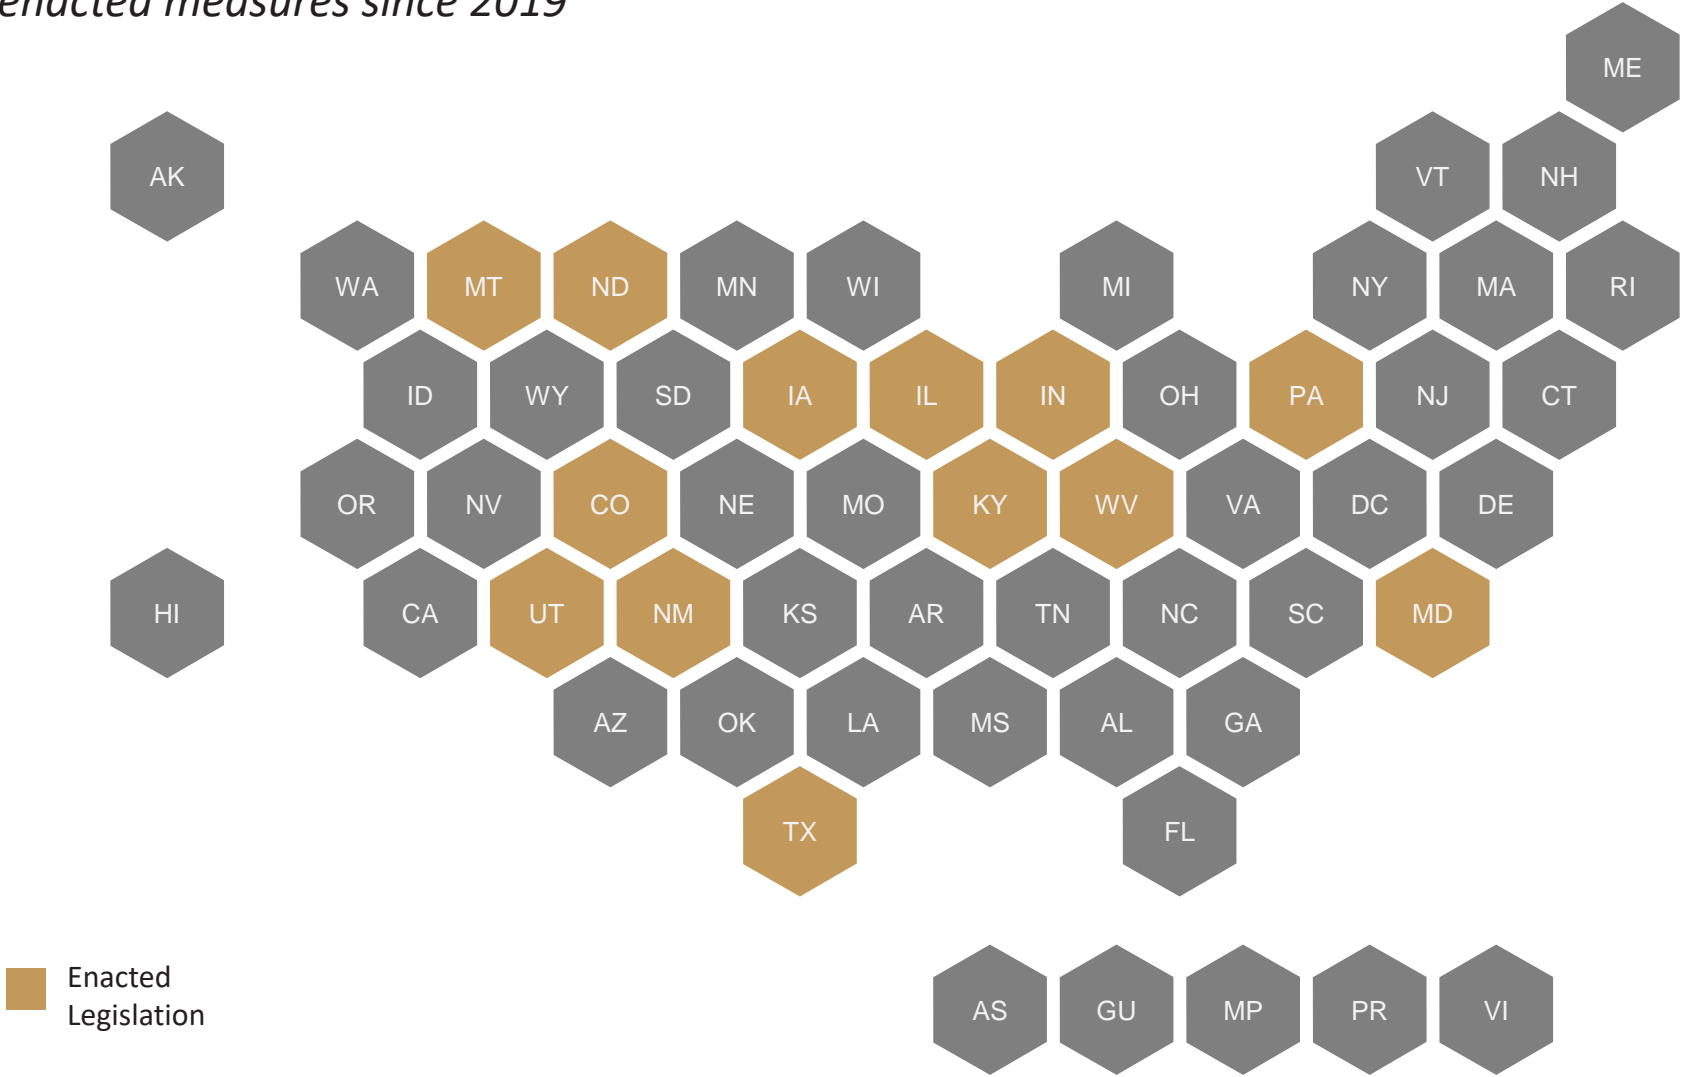 enacted measures since 2019
ME
AK
VT
NH
WA
MT
ND
MN
WI
MI
NY
MA
RI
ID
WY
SD
IA
IL
IN
OH
PA
NJ
CT
OR
NV
CO
NE
MO
KY
WV
VA
DC
DE
HI
CA
UT
NM
KS
AR
TN
NC
SC
MD
AZ
OK
LA
MS
AL
GA
TX
FL
Enacted
Legislation
AS
GU
MP
PR
VI